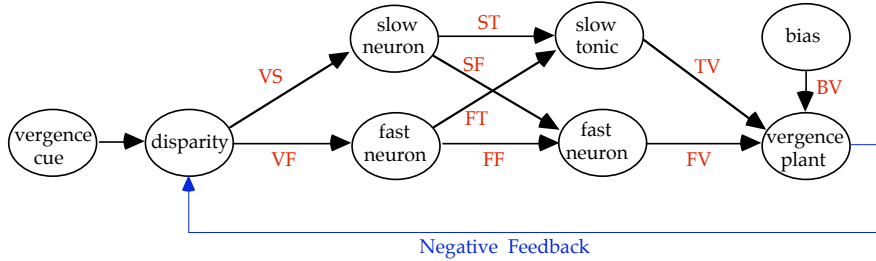 slow
neuron
ST
slow
tonic
bias
VS
SF
TV
BV
vergence
cue
disparity
VF
fast
neuron
FT
FF
fast
neuron
FV
vergence
plant
Negative Feedback